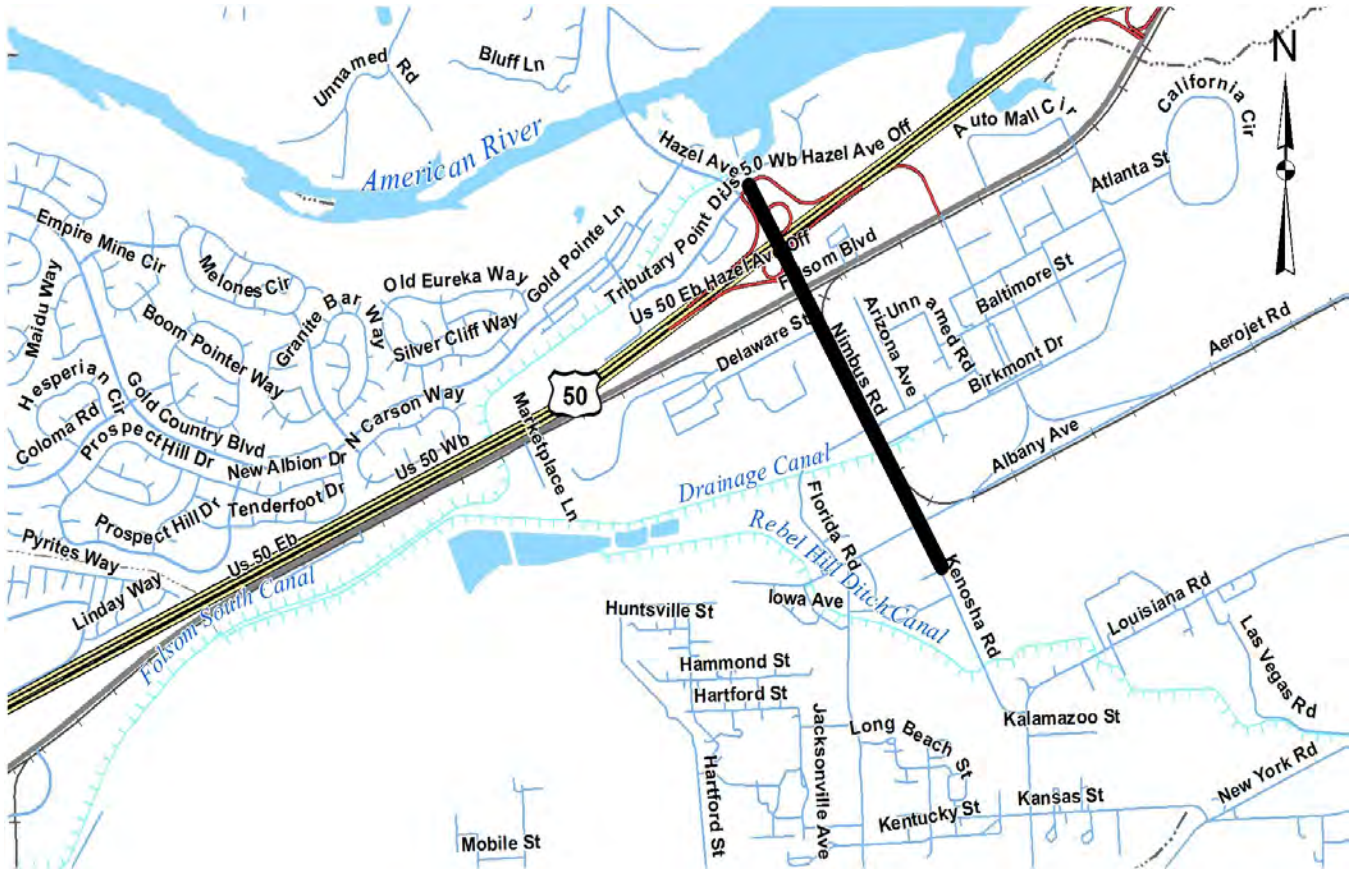 Unnamed Rd
Bluff Ln
N
California Cir
Auto Mall Cir
American River
Hazel Ave
Us 50 Wb Hazel Ave Off
Atlanta St
Empire Mine Cir
Melones Cir
Old Eureka Way
Gold Pointe Ln
Tributary Point Dr
Us 50 Eb Hazel Ave Off
Folsom Blvd
Maidu Way
Granite Bar Way
Boom Pointer Way
Silver Cliff Way
Delaware St
Nimbus Rd
Arizona Ave
Unnamed Rd
Baltimore St
Aerojet Rd
Birkmont Dr
Hesperian Cir
Coloma Rd
Gold Country Blvd
Prospect Hill Dr
New Albion Dr
N Carson Way
50
Us 50 Wb
Marketplace Ln
Albany Ave
Drainage Canal
Prospect Hill Dr
Tenderfoot Dr
Florida Rd
Rebel Hill Ditch Canal
Pyrites Way
Us 50 Eb
Linday Way
Folsom South Canal
Kenosha Rd
Iowa Ave
Huntsville St
Louisiana Rd
Las Vegas Rd
Hammond St
Hartford St
Kalamazoo St
Jacksonville Ave
Long Beach St
Hartford St
New York Rd
Kansas St
Kentucky St
Mobile St